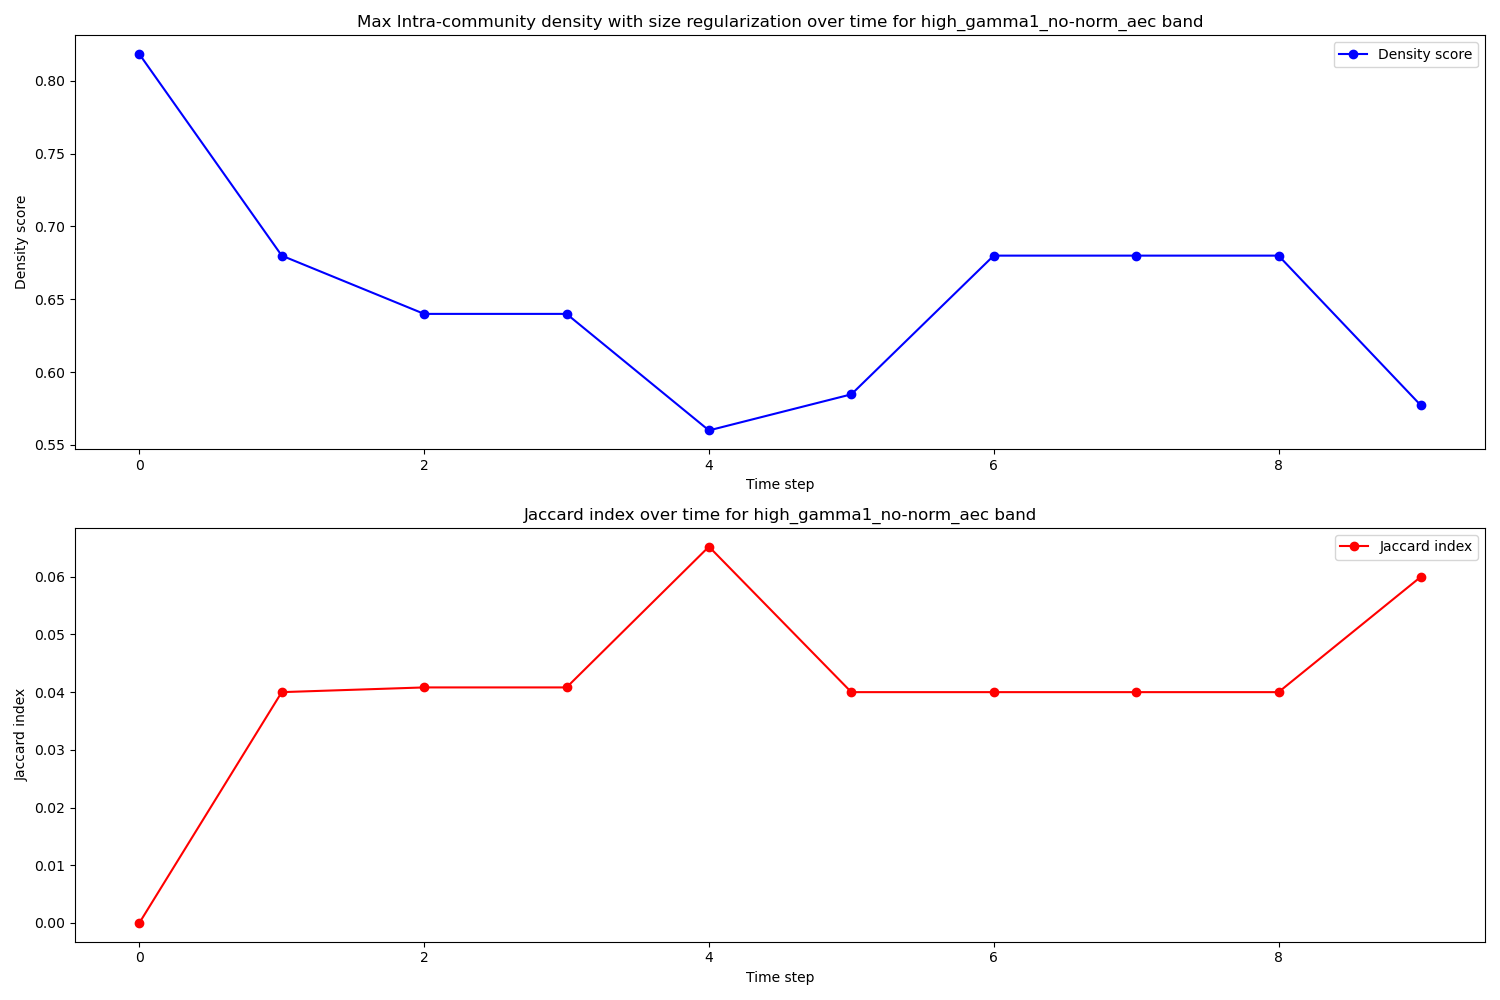 Max Intra-community density with size regularization over time for high_gamma1_no-norm_aec band
Density score
Density score
0.80
0.75
0.70
0.65
0.60
0.55
0 2 4 6 8
Time step
Jaccard index over time for high_gamma1_no-norm_aec band
Jaccard index
Jaccard index
0.06
0.05
0.04
0.03
0.02
0.01
0.00
0 2 4 6 8
Time step